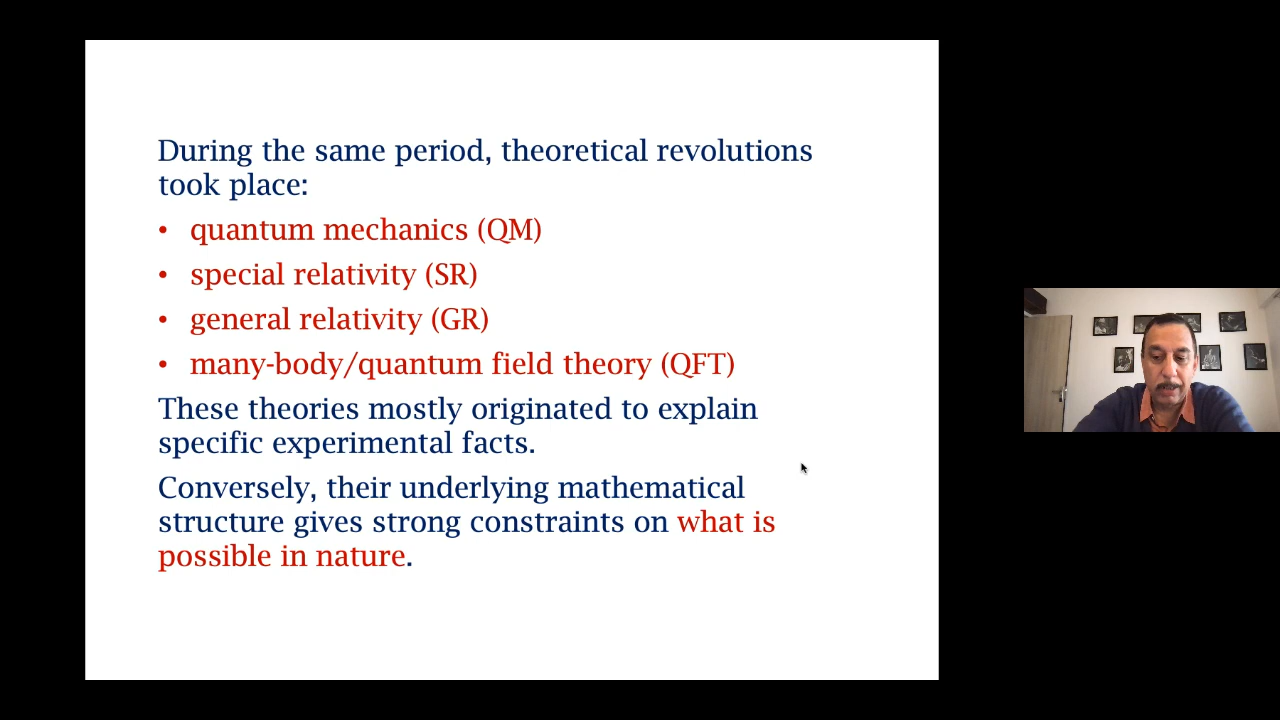 During the same period, theoretical revolutions
took place:
• quantum mechanics (QM)
• special relativity (SR)
• general relativity (GR)
• many-body/quantum field theory (QFT)
These theories mostly originated to explain
specific experimental facts.
Conversely, their underlying mathematical
structure gives strong constraints on what is
possible in nature.